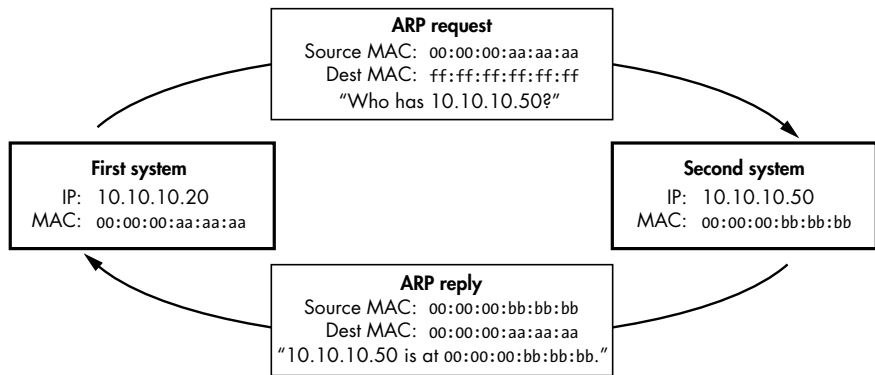 ARP request
Source MAC: 00:00:00:aa:aa:aa
Dest MAC: ff:ff:ff:ff:ff:ff
“Who has 10.10.10.50?”
First system
IP: 10.10.10.20
MAC: 00:00:00:aa:aa:aa
Second system
IP: 10.10.10.50
MAC: 00:00:00:bb:bb:bb
ARP reply
Source MAC: 00:00:00:bb:bb:bb
Dest MAC: 00:00:00:aa:aa:aa
“10.10.10.50 is at 00:00:00:bb:bb:bb.”